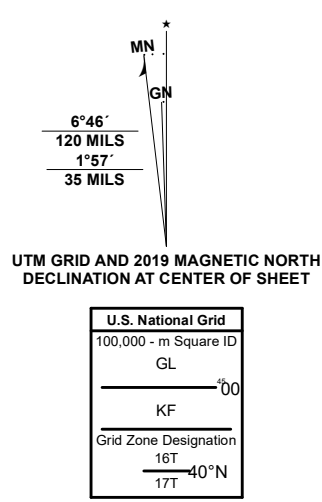 ★
MN
GN
6°46´
120 MILS
1°57´
35 MILS
UTM GRID AND 2019 MAGNETIC NORTH
DECLINATION AT CENTER OF SHEET
U.S. National Grid
100,000 - m Square ID
GL
⁴⁵00
KF
Grid Zone Designation
16T
40°N
17T